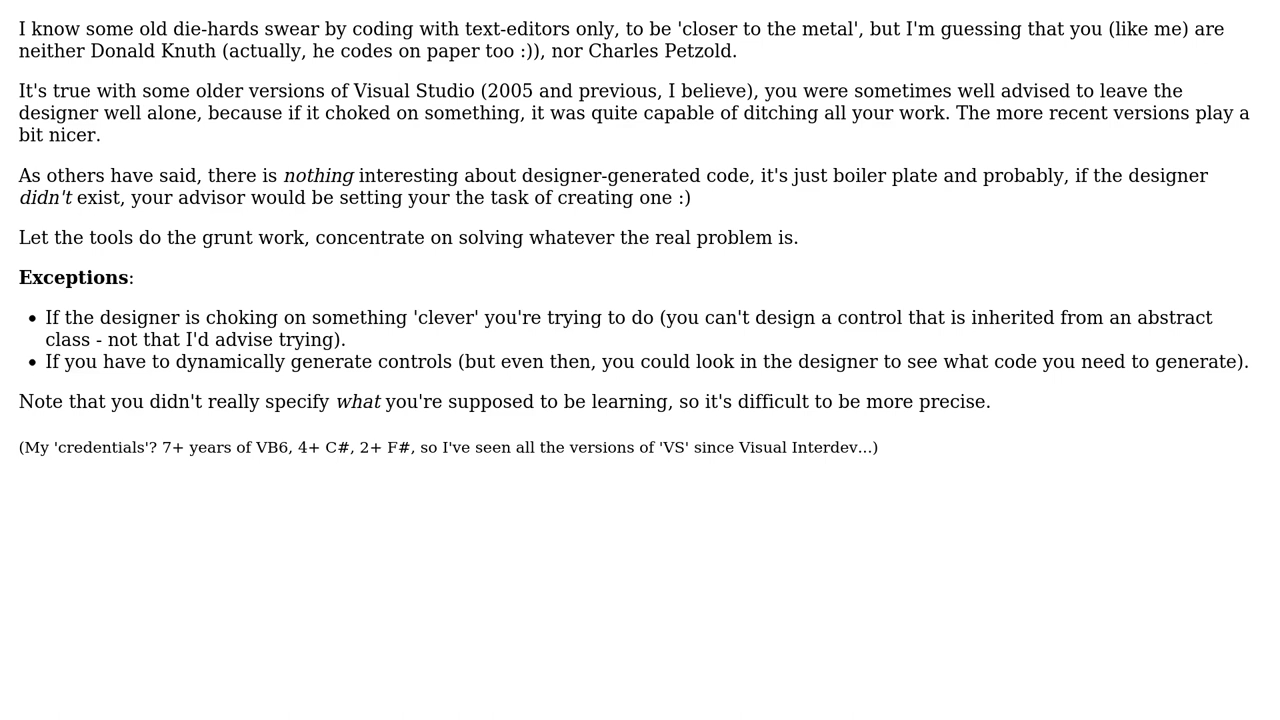 I know some old die-hards swear by coding with text-editors only, to be 'closer to the metal', but I'm guessing that you (like me) are
neither Donald Knuth (actually, he codes on paper too :)), nor Charles Petzold.
It's true with some older versions of Visual Studio (2005 and previous, I believe), you were sometimes well advised to leave the
designer well alone, because if it choked on something, it was quite capable of ditching all your work. The more recent versions play a
bit nicer.
As others have said, there is nothing interesting about designer-generated code, it's just boiler plate and probably, if the designer
didn't exist, your advisor would be setting your the task of creating one :)
Let the tools do the grunt work, concentrate on solving whatever the real problem is.
Exceptions:
• If the designer is choking on something 'clever' you're trying to do (you can't design a control that is inherited from an abstract
class - not that I'd advise trying).
• If you have to dynamically generate controls (but even then, you could look in the designer to see what code you need to generate).
Note that you didn't really specify what you're supposed to be learning, so it's difficult to be more precise.
(My 'credentials'? 7+ years of VB6, 4+ C#, 2+ F#, so I've seen all the versions of 'VS' since Visual Interdev...)